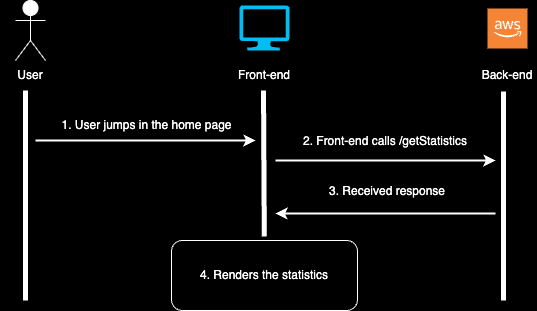 aws
User
Front-end
Back-end
1. User jumps in the home page
2. Front-end calls /getStatistics
3. Received response
4. Renders the statistics